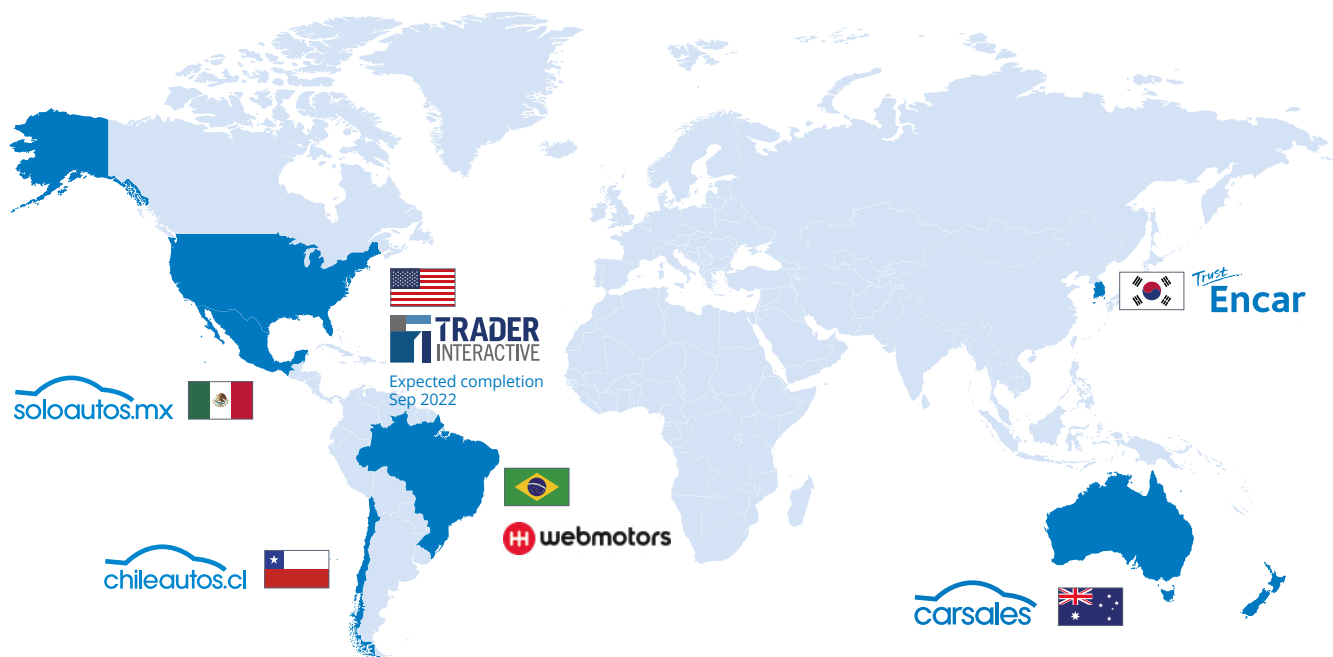 Trust
Encar
TRADER
INTERACTIVE
Expected completion
Sep 2022
soloautos.mx
webmotors
chileautos.cl
carsales